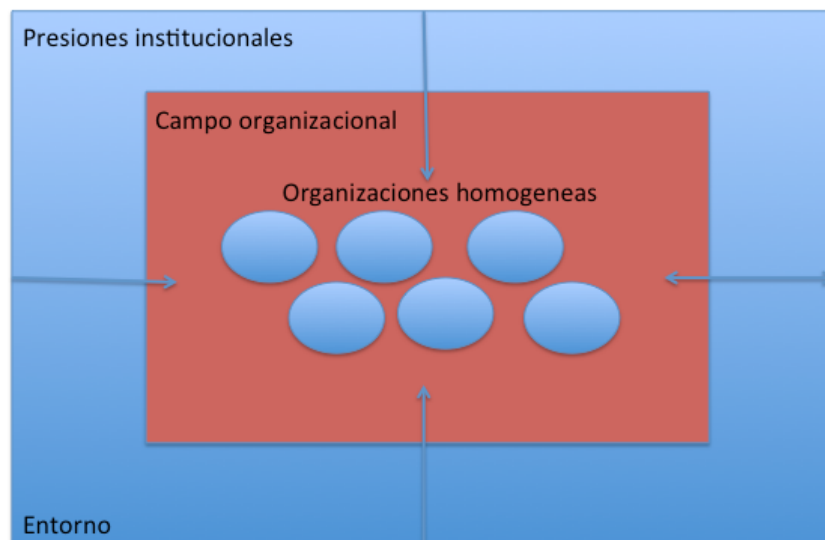 Presiones institucionales
Campo organizacional
Organizaciones homogeneas
Entorno